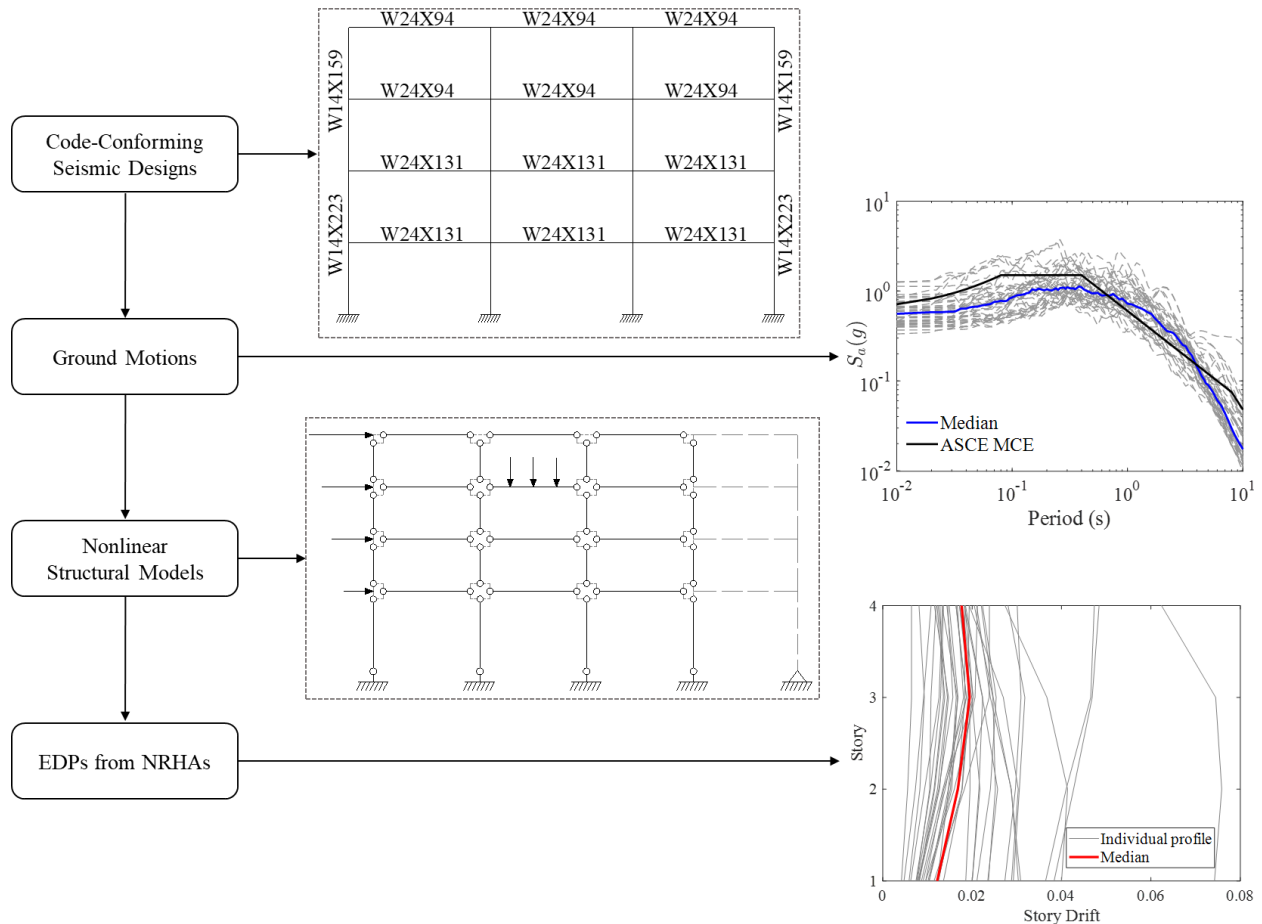 W24X94 W24X94 W24X94
W14X159
W14X159
W24X94 W24X94 W24X94
Code-Conforming
Seismic Designs
W24X131 W24X131 W24X131
W14X223
W14X223
W24X131 W24X131 W24X131
Ground Motions
10^1
10^0
10^-1
10^-2
S_a(g)
Median
ASCE MCE
10^-2 10^-1 10^0 10^1
Period (s)
Nonlinear
Structural Models
EDPs from NRHAs
4
3
2
1
Story
Individual profile
Median
0 0.02 0.04 0.06 0.08
Story Drift